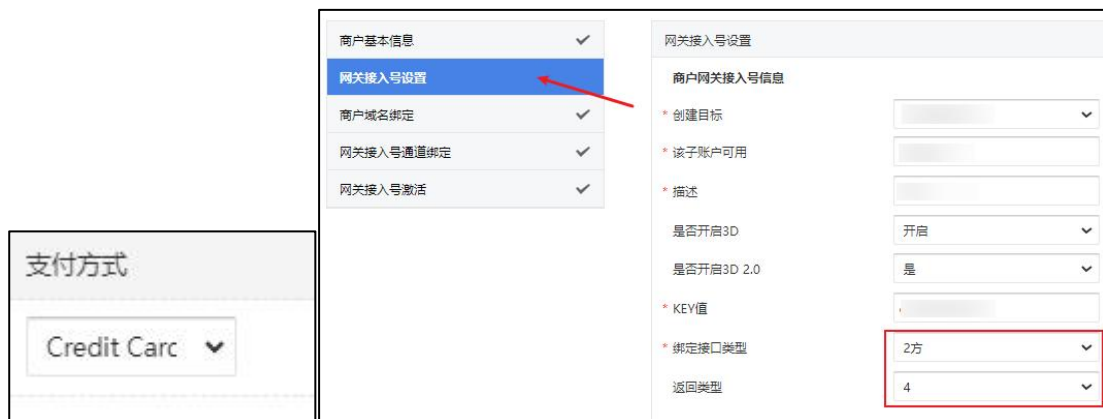 支付方式
Credit Carc
商户基本信息
网关接入号设置
商户域名绑定
网关接入号通道绑定
网关接入号激活
网关接入号设置
商户网关接入号信息
* 创建目标
* 该子账户可用
* 描述
是否开启3D 开启
是否开启3D 2.0 是
* KEY值
* 绑定接口类型 2方
返回类型 4